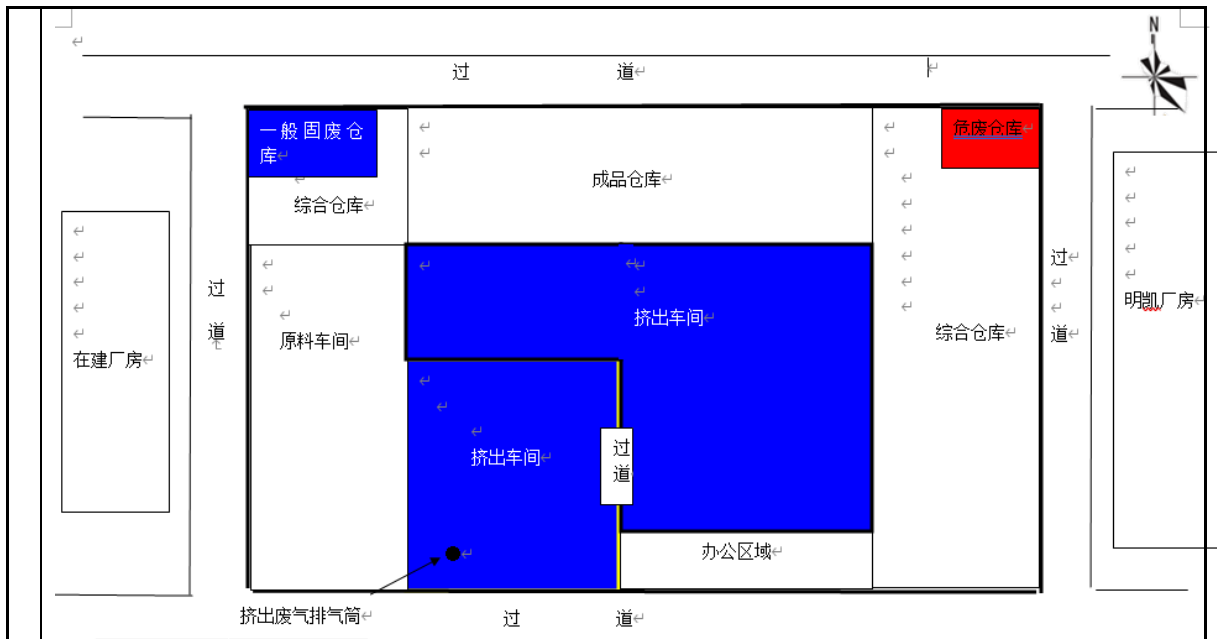 N
过 道
一般固废仓
库
危废仓库
成品仓库
综合仓库
过
道
过
道
挤出车间
明凯厂房
原料车间
综合仓库
在建厂房
挤出车间
过
道
办公区域
挤出废气排气筒
过 道